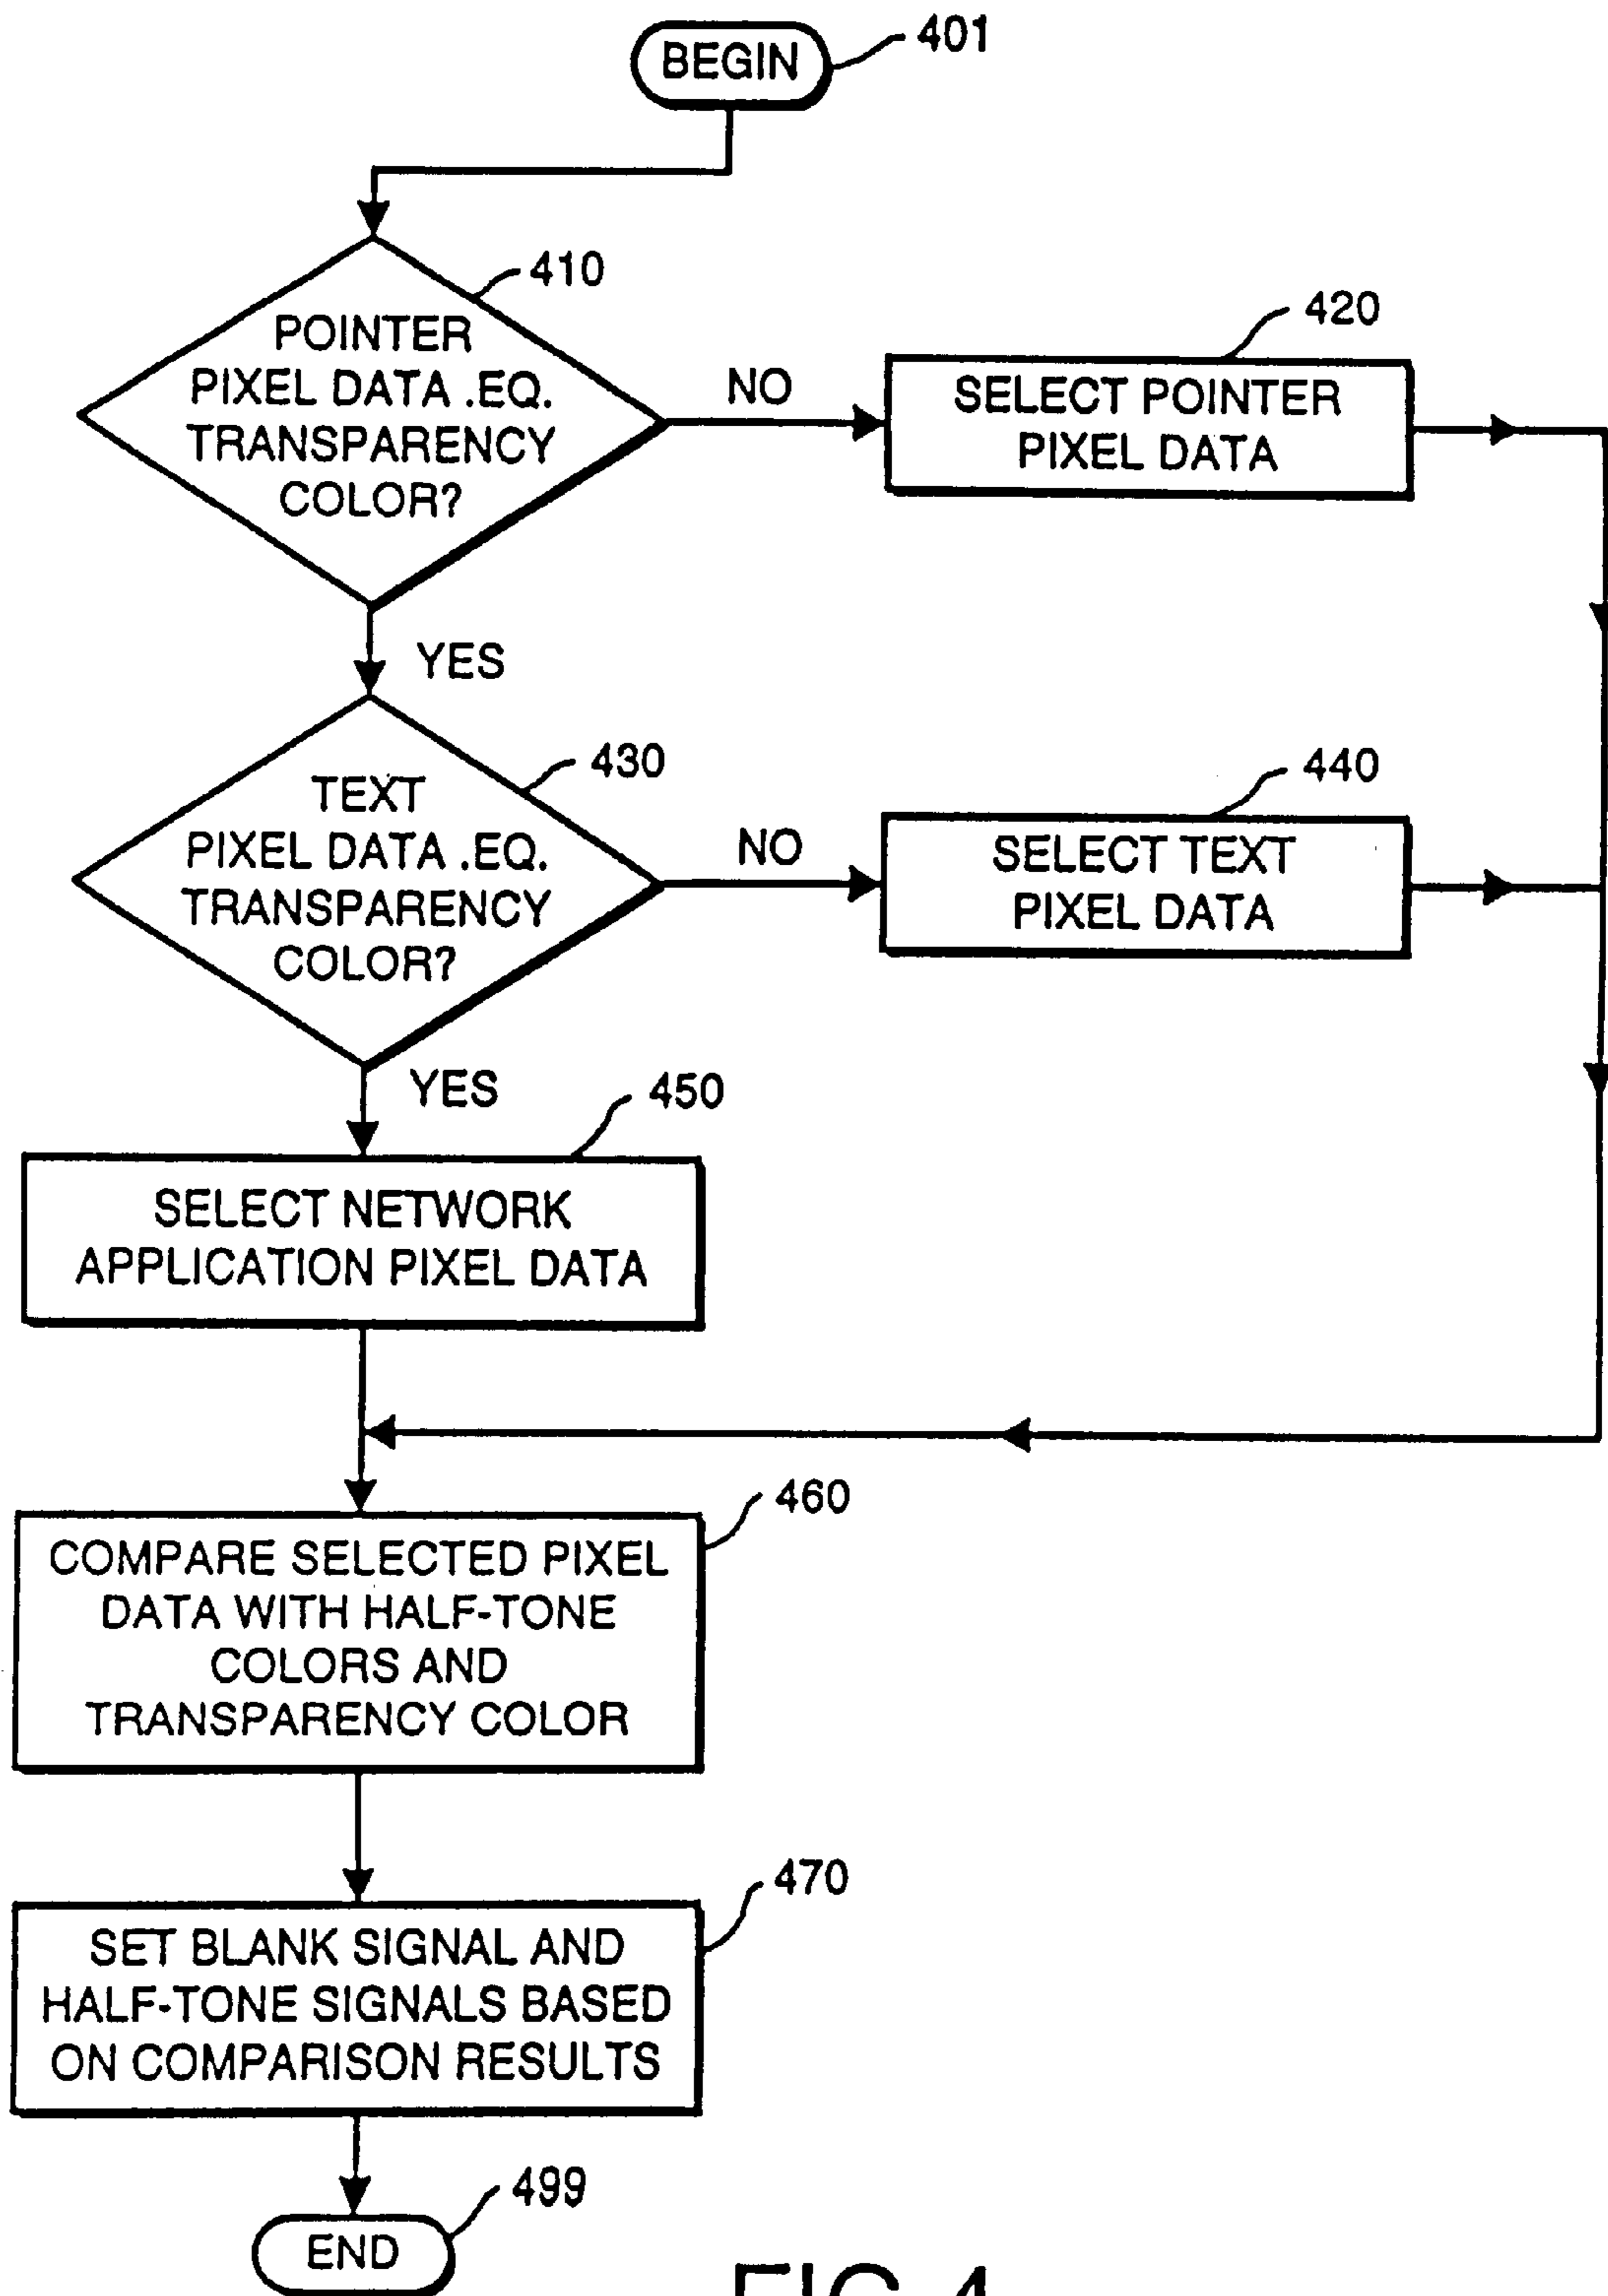 BEGIN
401
410
POINTER
PIXEL DATA .EQ.
TRANSPARENCY
COLOR?
NO
420
SELECT POINTER
PIXEL DATA
YES
430
TEXT
PIXEL DATA .EQ.
TRANSPARENCY
COLOR?
NO
440
SELECT TEXT
PIXEL DATA
YES
450
SELECT NETWORK
APPLICATION PIXEL DATA
460
COMPARE SELECTED PIXEL
DATA WITH HALF-TONE
COLORS AND
TRANSPARENCY COLOR
470
SET BLANK SIGNAL AND
HALF-TONE SIGNALS BASED
ON COMPARISON RESULTS
499
END
FIG. 4